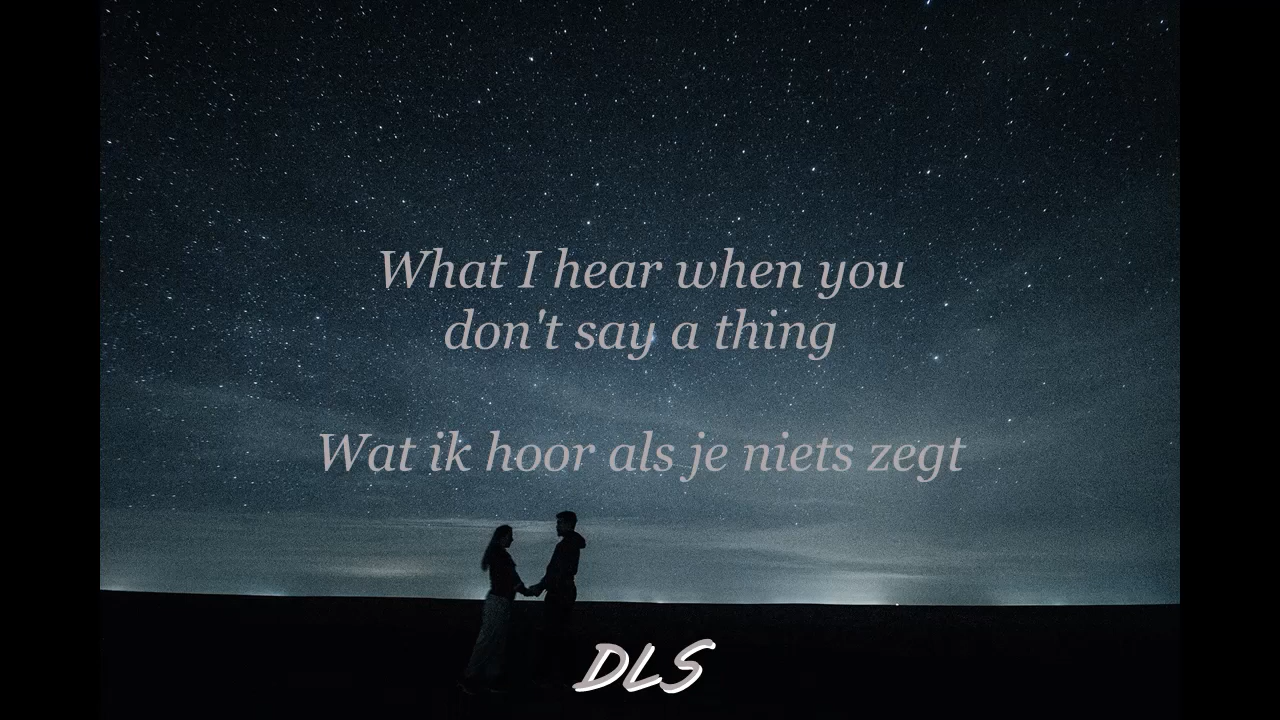 What I hear when you
don't say a thing
Wat ik hoor als je niets zegt
DLS